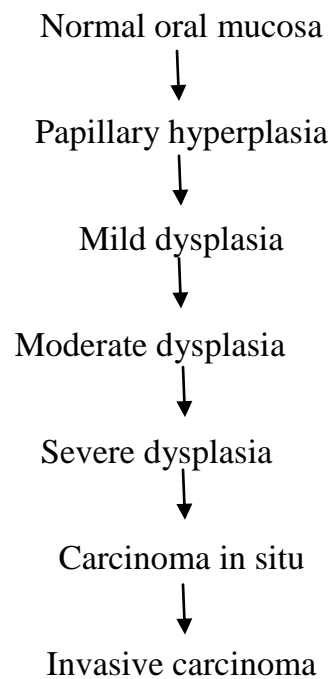 Normal oral mucosa
Papillary hyperplasia
Mild dysplasia
Moderate dysplasia
Severe dysplasia
Carcinoma in situ
Invasive carcinoma